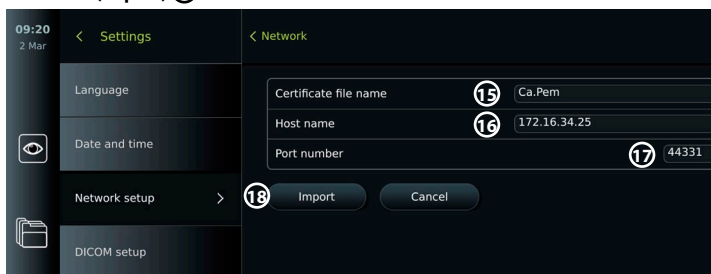 09:20
2 Mar
Settings
Network
Language
Date and time
Network setup
DICOM setup
Certificate file name 15 Ca.Pem
Host name 16 172.16.34.25
Port number 17 44331
18 Import Cancel